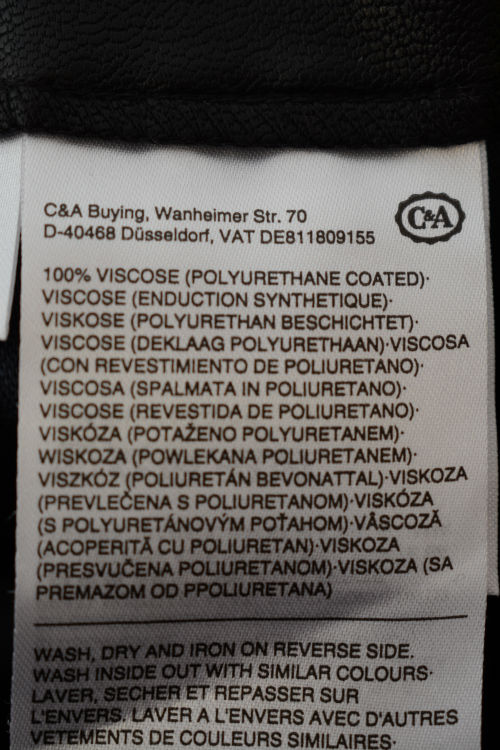 C&A Buying, Wanheimer Str. 70
D-40468 Düsseldorf, VAT DE811809155
C&A
100% VISCOSE (POLYURETHANE COATED)·
VISCOSE (ENDUCTION SYNTHETIQUE)·
VISKOSE (POLYURETHAN BESCHICHTET)·
VISCOSE (DEKLAAG POLYURETHAAN)·VISCOSA
(CON REVESTIMIENTO DE POLIURETANO)·
VISCOSA (SPALMATA IN POLIURETANO)·
VISCOSE (REVESTIDA DE POLIURETANO)·
VISKÓZA (POTAŽENO POLYURETANEM)·
WISKOZA (POWLEKANA POLIURETANEM)·
VISZKÓZ (POLIURETÁN BEVONATTAL)·VISKOZA
(PREVLEČENA S POLIURETANOM)·VISKÓZA
(S POLYURETÁNOVÝM POŤAHOM)·VÂSCOZĂ
(ACOPERITĂ CU POLIURETAN)·VISKOZA
(PRESVUČENA POLIURETANOM)·VISKOZA (SA
PREMAZOM OD PPOLIURETANA)
WASH, DRY AND IRON ON REVERSE SIDE.
WASH INSIDE OUT WITH SIMILAR COLOURS·
LAVER, SECHER ET REPASSER SUR
L'ENVERS. LAVER A L'ENVERS AVEC D'AUTRES
VETEMENTS DE COULEURS SIMILAIRES·